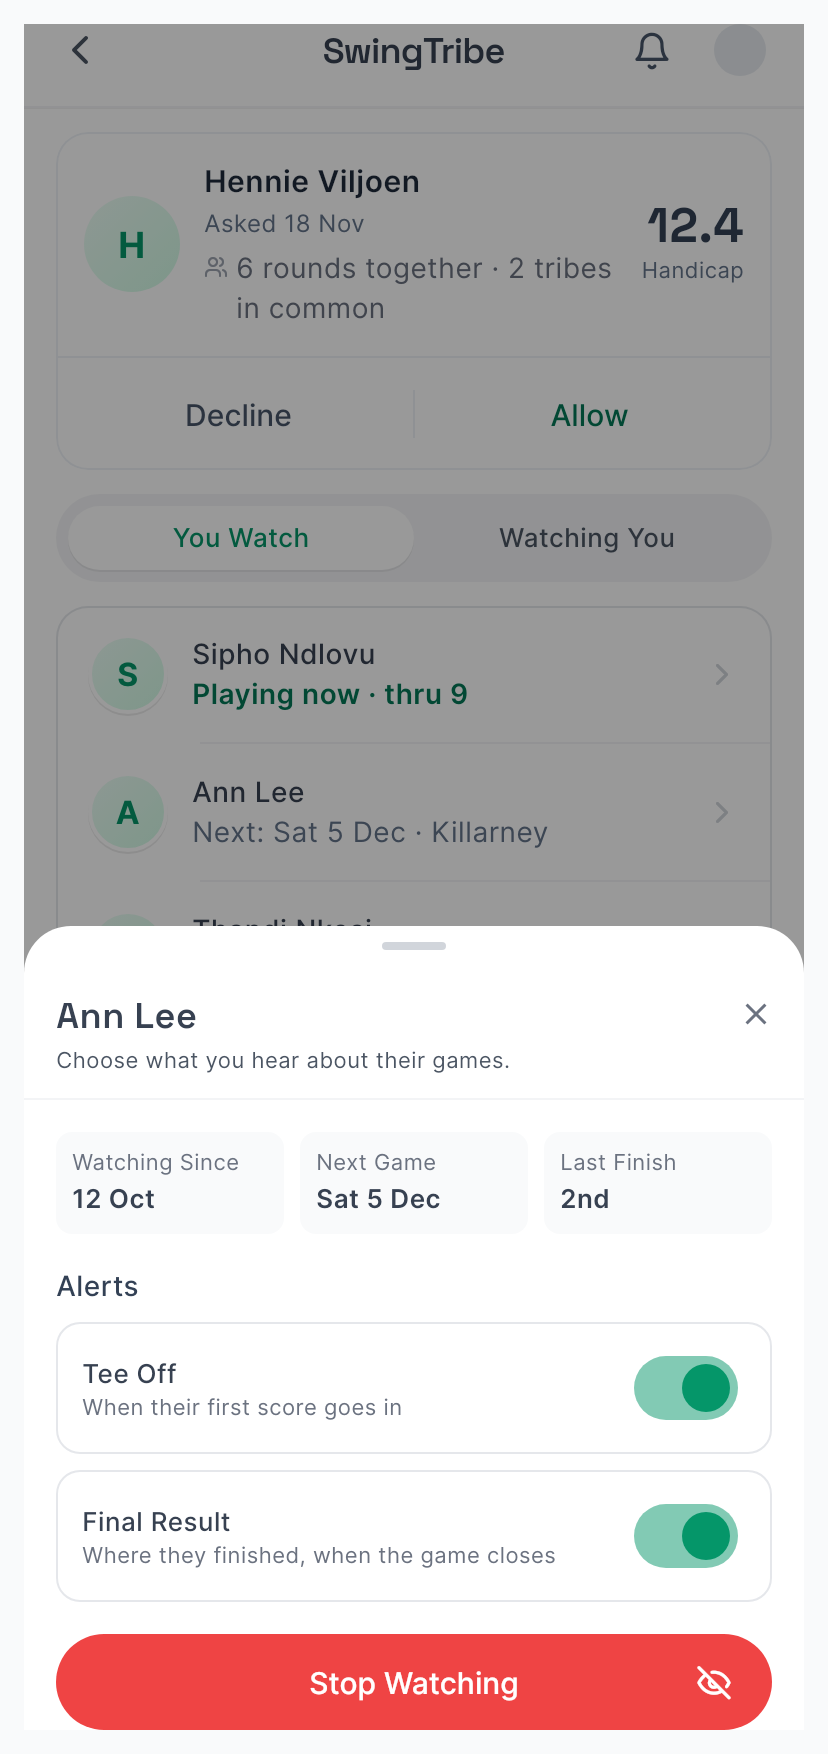 SwingTribe
H
Hennie Viljoen
Asked 18 Nov
6 rounds together · 2 tribes
in common
12.4
Handicap
Decline
Allow
You Watch
Watching You
S
Sipho Ndlovu
Playing now · thru 9
A
Ann Lee
Next: Sat 5 Dec · Killarney
Ann Lee
Choose what you hear about their games.
Watching Since
12 Oct
Next Game
Sat 5 Dec
Last Finish
2nd
Alerts
Tee Off
When their first score goes in
Final Result
Where they finished, when the game closes
Stop Watching